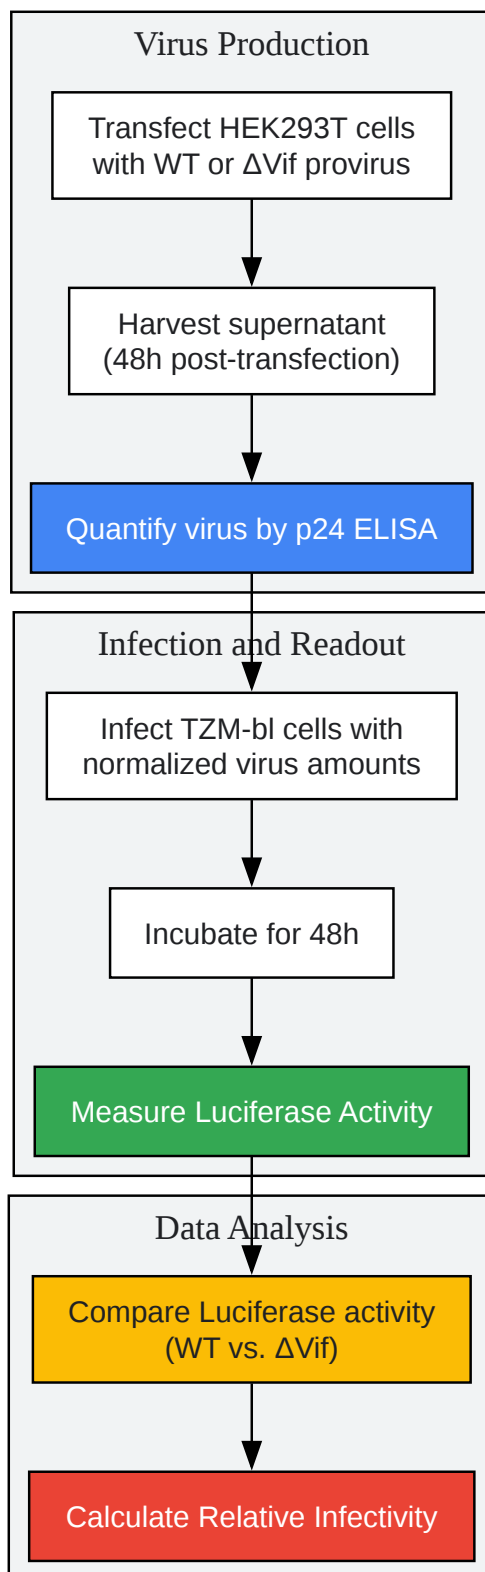 Virus Production
Transfect HEK293T cells
with WT or ΔVif provirus
Harvest supernatant
(48h post-transfection)
Quantify virus by p24 ELISA
Infection and Readout
Infect TZM-bl cells with
normalized virus amounts
Incubate for 48h
Measure Luciferase Activity
Data Analysis
Compare Luciferase activity
(WT vs. ΔVif)
Calculate Relative Infectivity